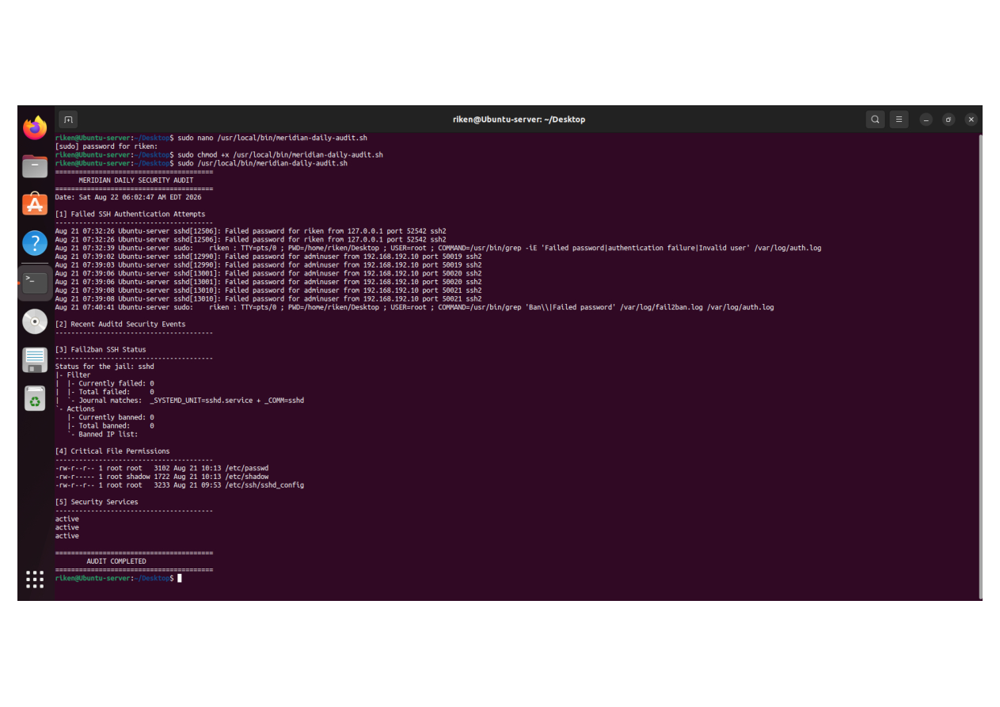 riken@Ubuntu-server: ~/Desktop
riken@Ubuntu-server:~/Desktop$ sudo nano /usr/local/bin/meridian-daily-audit.sh
[sudo] password for riken:
riken@Ubuntu-server:~/Desktop$ sudo chmod +x /usr/local/bin/meridian-daily-audit.sh
riken@Ubuntu-server:~/Desktop$ sudo /usr/local/bin/meridian-daily-audit.sh
========================================
      MERIDIAN DAILY SECURITY AUDIT
========================================
Date: Sat Aug 22 06:02:47 AM EDT 2026

[1] Failed SSH Authentication Attempts
----------------------------------------
Aug 21 07:32:26 Ubuntu-server sshd[12506]: Failed password for riken from 127.0.0.1 port 52542 ssh2
Aug 21 07:32:26 Ubuntu-server sshd[12506]: Failed password for riken from 127.0.0.1 port 52542 ssh2
Aug 21 07:32:39 Ubuntu-server sudo:    riken : TTY=pts/0 ; PWD=/home/riken/Desktop ; USER=root ; COMMAND=/usr/bin/grep -iE 'Failed password|authentication failure|Invalid user' /var/log/auth.log
Aug 21 07:39:02 Ubuntu-server sshd[12990]: Failed password for adminuser from 192.168.192.10 port 50019 ssh2
Aug 21 07:39:03 Ubuntu-server sshd[12990]: Failed password for adminuser from 192.168.192.10 port 50019 ssh2
Aug 21 07:39:06 Ubuntu-server sshd[13001]: Failed password for adminuser from 192.168.192.10 port 50020 ssh2
Aug 21 07:39:06 Ubuntu-server sshd[13001]: Failed password for adminuser from 192.168.192.10 port 50020 ssh2
Aug 21 07:39:08 Ubuntu-server sshd[13010]: Failed password for adminuser from 192.168.192.10 port 50021 ssh2
Aug 21 07:39:08 Ubuntu-server sshd[13010]: Failed password for adminuser from 192.168.192.10 port 50021 ssh2
Aug 21 07:40:41 Ubuntu-server sudo:    riken : TTY=pts/0 ; PWD=/home/riken/Desktop ; USER=root ; COMMAND=/usr/bin/grep 'Ban\\|Failed password' /var/log/fail2ban.log /var/log/auth.log

[2] Recent Auditd Security Events
----------------------------------------

[3] Fail2ban SSH Status
----------------------------------------
Status for the jail: sshd
|- Filter
|  |- Currently failed: 0
|  |- Total failed:     0
|  `- Journal matches:  _SYSTEMD_UNIT=sshd.service + _COMM=sshd
`- Actions
   |- Currently banned: 0
   |- Total banned:     0
   `- Banned IP list:

[4] Critical File Permissions
----------------------------------------
-rw-r--r-- 1 root root   3102 Aug 21 10:13 /etc/passwd
-rw-r----- 1 root shadow 1722 Aug 21 10:13 /etc/shadow
-rw-r--r-- 1 root root   3233 Aug 21 09:53 /etc/ssh/sshd_config

[5] Security Services
----------------------------------------
active
active
active

========================================
        AUDIT COMPLETED
========================================
riken@Ubuntu-server:~/Desktop$